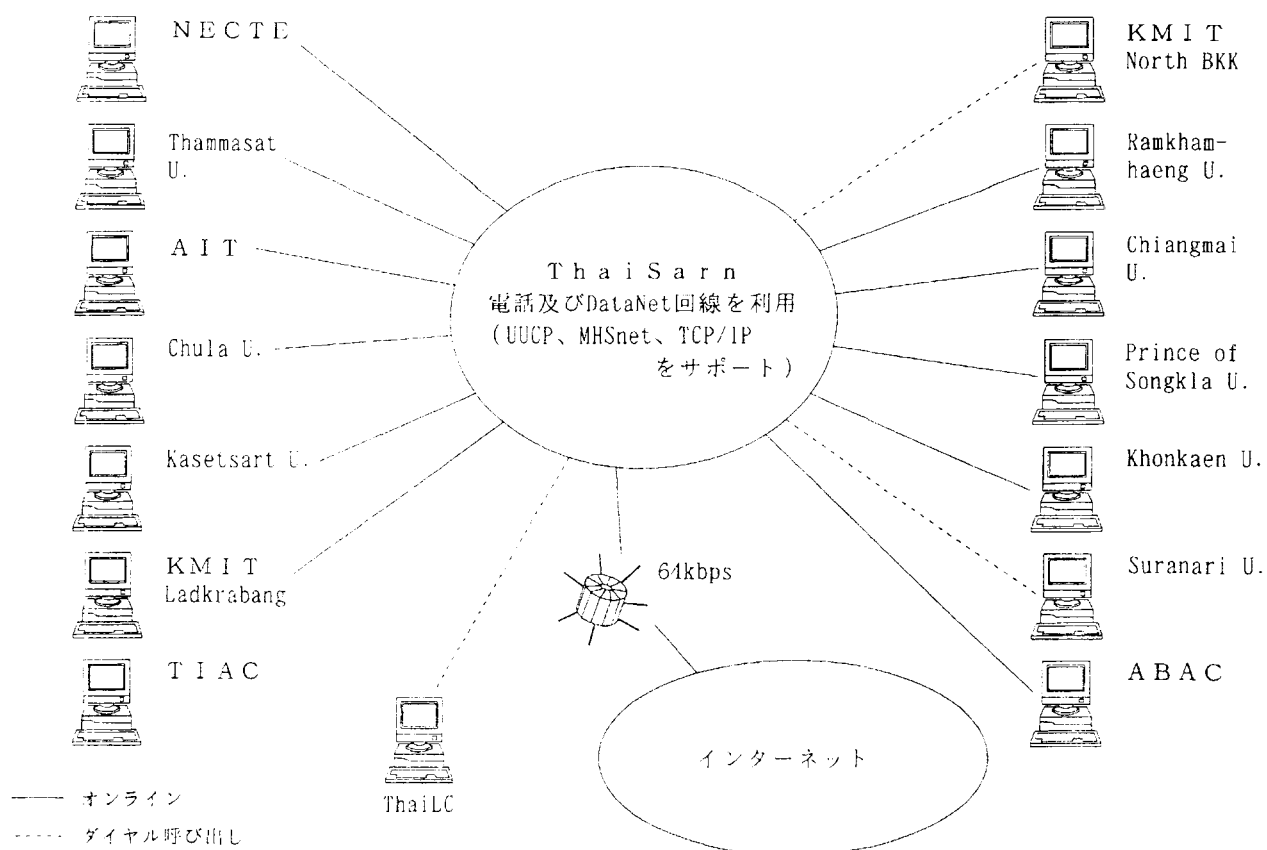 NECTE
Thammasat
U.
AIT
Chula U.
Kasetsart U.
KMIT
Ladkrabang
TIAC
ThaiSarn
電話及びDataNet回線を利用
(UUCP、MHSnet、TCP/IP
をサポート)
64kbps
インターネット
ThaiLC
KMIT
North BKK
Ramkham-
haeng U.
Chiangmai
U.
Prince of
Songkla U.
Khonkaen U.
Suranari U.
ABAC
オンライン
ダイヤル呼び出し